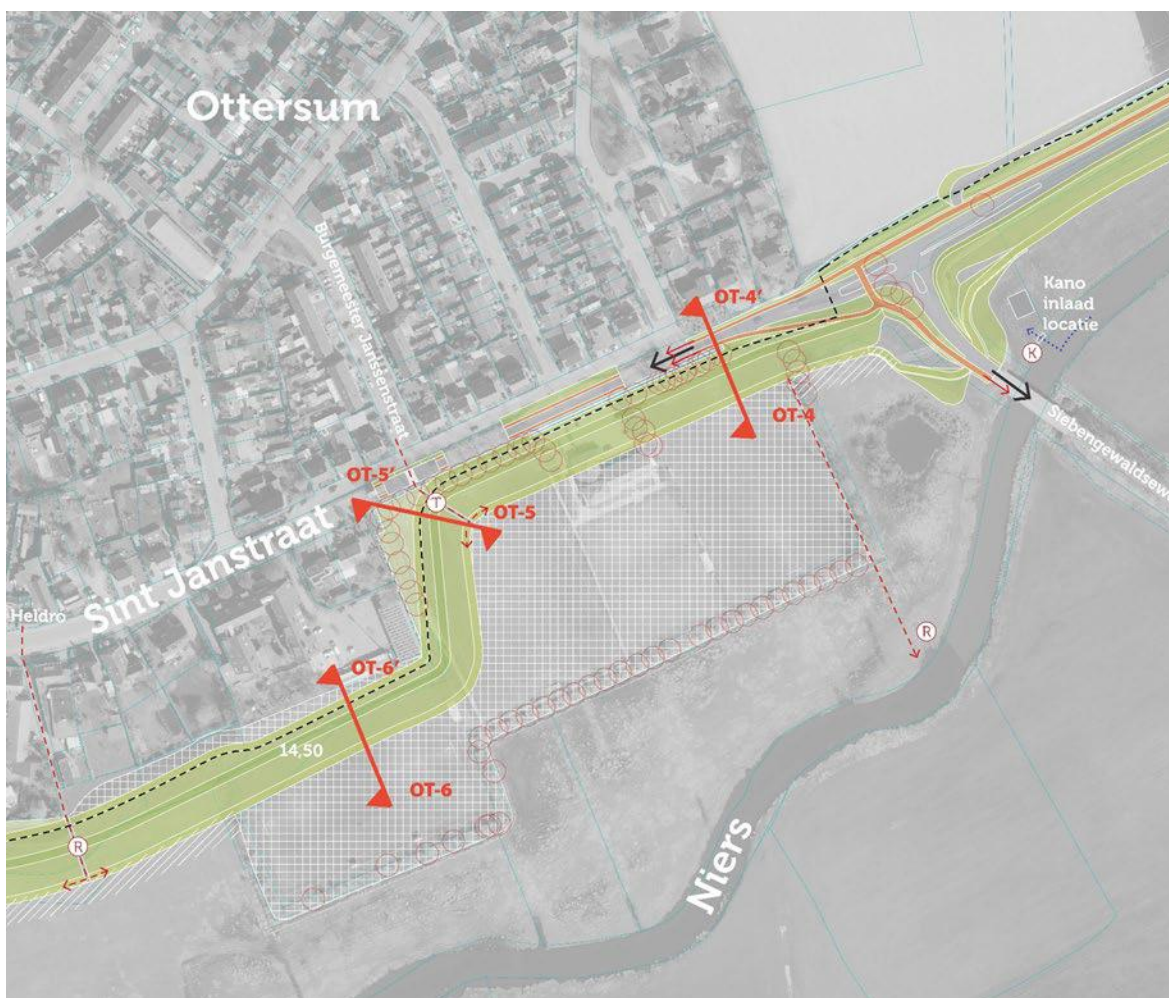 Ottersum
Burgemeester Janssenstraat
OT-4'
Kano
inlaad
locatie
K
OT-4
Siebengewaldsew
OT-5'
T
OT-5
Sint Janstraat
Heldro
R
OT-6'
14,50
OT-6
R
Niers